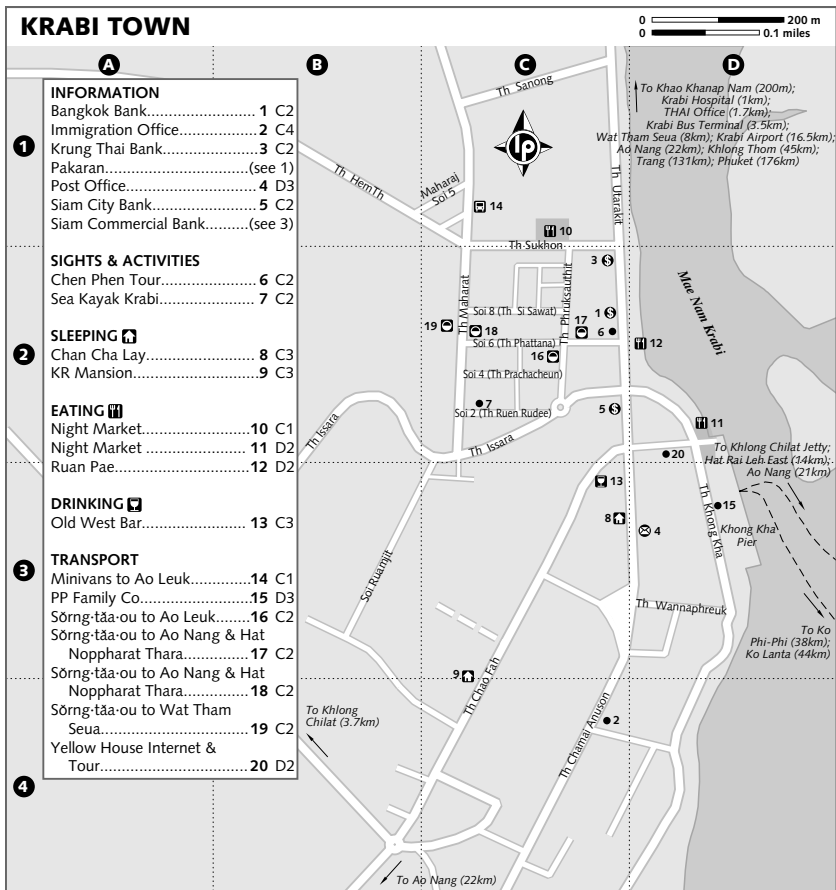 KRABI TOWN
0 200 m
0 0.1 miles
A
B
C
D
1
2
3
4
INFORMATION
Bangkok Bank.......................1 C2
Immigration Office................2 C4
Krung Thai Bank...................3 C2
Pakaran.............................(see 1)
Post Office...........................4 D3
Siam City Bank.....................5 C2
Siam Commercial Bank..........(see 3)
SIGHTS & ACTIVITIES
Chen Phen Tour....................6 C2
Sea Kayak Krabi....................7 C2
SLEEPING
Chan Cha Lay.......................8 C3
KR Mansion..........................9 C3
EATING
Night Market......................10 C1
Night Market......................11 D2
Ruan Pae............................12 D2
DRINKING
Old West Bar......................13 C3
TRANSPORT
Minivans to Ao Leuk............14 C1
PP Family Co.......................15 D3
Sŏrng·tăa·ou to Ao Leuk........16 C2
Sŏrng·tăa·ou to Ao Nang & Hat
Noppharat Thara...............17 C2
Sŏrng·tăa·ou to Ao Nang & Hat
Noppharat Thara...............18 C2
Sŏrng·tăa·ou to Wat Tham
Seua................................19 C2
Yellow House Internet &
Tour................................20 D2
Th Sanong
lp
Th Utarakit
To Khao Khanap Nam (200m);
Krabi Hospital (1km);
THAI Office (1.7km);
Krabi Bus Terminal (3.5km);
Wat Tham Seua (8km); Krabi Airport (16.5km);
Ao Nang (22km); Khlong Thom (45km);
Trang (131km); Phuket (176km)
Th HemTh
Maharaj
Soi 5
14
10
Th Sukhon
3
Th Maharat
Th Phruksauthit
Mae Nam Krabi
Soi 8 (Th Si Sawat)
1
17
19
18
6
Soi 6 (Th Phattana)
12
16
Soi 4 (Th Prachacheun)
7
5
Soi 2 (Th Ruen Rudee)
11
Th Issara
Th Issara
20
To Khlong Chilat Jetty;
Hat Rai Leh East (14km);
Ao Nang (21km)
13
15
8
4
Th Khong Kha
Khong Kha
Pier
Soi Ruamjit
Th Wannaphreuk
To Ko
Phi-Phi (38km);
Ko Lanta (44km)
9
Th Chao Fah
To Khlong
Chilat (3.7km)
2
Th Chamai Anuson
To Ao Nang (22km)